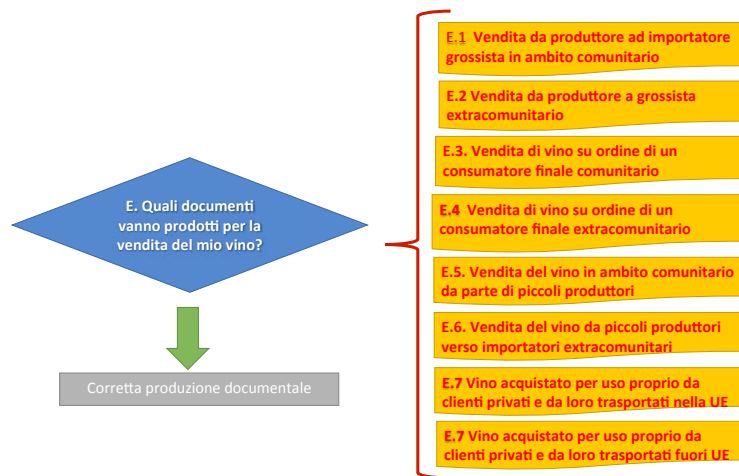 E. Quali documenti
vanno prodotti per la
vendita del mio vino?
Corretta produzione documentale
E.1 Vendita da produttore ad importatore
grossista in ambito comunitario
E.2 Vendita da produttore a grossista
extracomunitario
E.3. Vendita di vino su ordine di un
consumatore finale comunitario
E.4 Vendita di vino su ordine di un
consumatore finale extracomunitario
E.5. Vendita del vino in ambito comunitario
da parte di piccoli produttori
E.6. Vendita del vino da piccoli produttori
verso importatori extracomunitari
E.7 Vino acquistato per uso proprio da
clienti privati e da loro trasportati nella UE
E.7 Vino acquistato per uso proprio da
clienti privati e da loro trasportati fuori UE